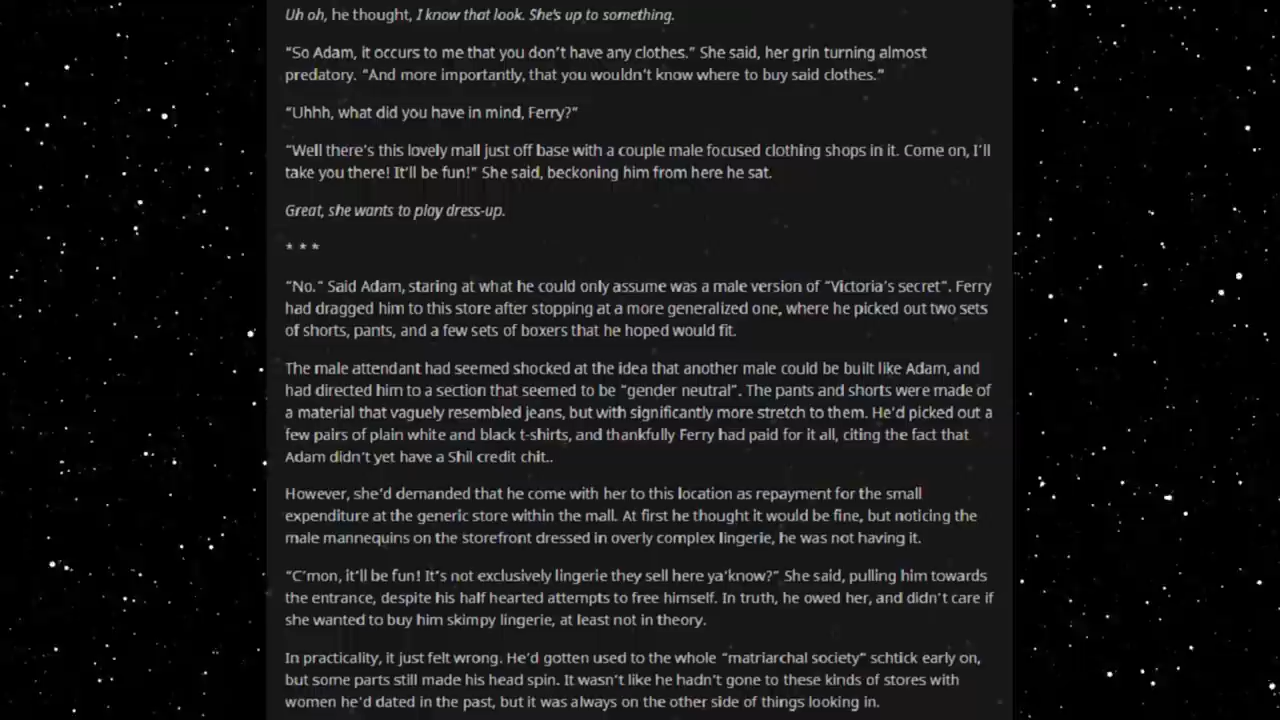 Uh oh, he thought, I know that look. She's up to something.
“So Adam, it occurs to me that you don't have any clothes.” She said, her grin turning almost
predatory. “And more importantly, that you wouldn't know where to buy said clothes.”
“Uhhh, what did you have in mind, Ferry?”
“Well there's this lovely mall just off base with a couple male focused clothing shops in it. Come on, I'll
take you there! It'll be fun!” She said, beckoning him from here he sat.
Great, she wants to play dress-up.
* * *
“No.” Said Adam, staring at what he could only assume was a male version of “Victoria's secret”. Ferry
had dragged him to this store after stopping at a more generalized one, where he picked out two sets
of shorts, pants, and a few sets of boxers that he hoped would fit.
The male attendant had seemed shocked at the idea that another male could be built like Adam, and
had directed him to a section that seemed to be “gender neutral”. The pants and shorts were made of
a material that vaguely resembled jeans, but with significantly more stretch to them. He'd picked out a
few pairs of plain white and black t-shirts, and thankfully Ferry had paid for it all, citing the fact that
Adam didn't yet have a Shil credit chit..
However, she'd demanded that he come with her to this location as repayment for the small
expenditure at the generic store within the mall. At first he thought it would be fine, but noticing the
male mannequins on the storefront dressed in overly complex lingerie, he was not having it.
“C'mon, it'll be fun! It's not exclusively lingerie they sell here ya'know?” She said, pulling him towards
the entrance, despite his half hearted attempts to free himself. In truth, he owed her, and didn't care if
she wanted to buy him skimpy lingerie, at least not in theory.
In practicality, it just felt wrong. He'd gotten used to the whole “matriarchal society” schtick early on,
but some parts still made his head spin. It wasn't like he hadn't gone to these kinds of stores with
women he'd dated in the past, but it was always on the other side of things looking in.